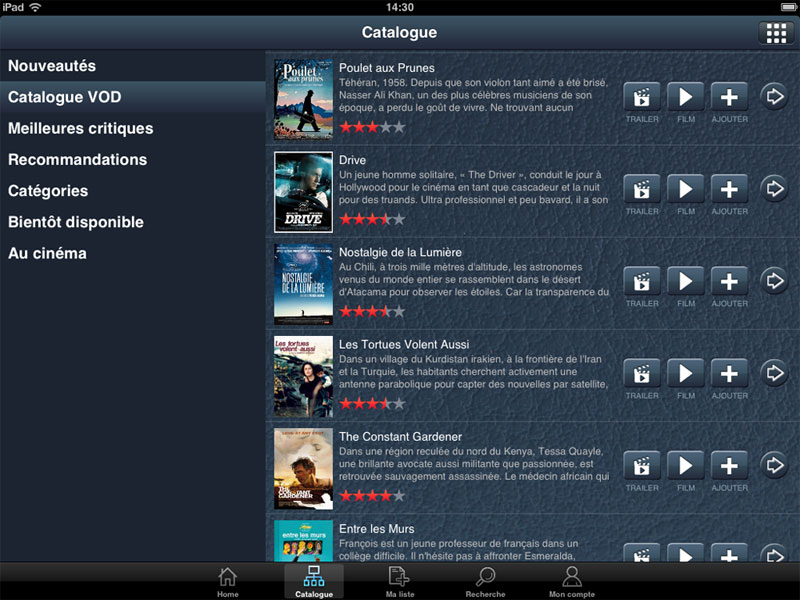 iPad 14:30
Catalogue
Nouveautés
Catalogue VOD
Meilleures critiques
Recommandations
Catégories
Bientôt disponible
Au cinéma
Poulet aux prunes
Poulet aux Prunes
Téhéran, 1958. Depuis que son violon tant aimé a été brisé,
Nasser Ali Khan, un des plus célèbres musiciens de son
époque, a perdu le goût de vivre. Ne trouvant aucun
TRAILER FILM AJOUTER
DRIVE
Drive
Un jeune homme solitaire, « The Driver », conduit le jour à
Hollywood pour le cinéma en tant que cascadeur et la nuit
pour des truands. Ultra professionnel et peu bavard, il a son
TRAILER FILM AJOUTER
NOSTALGIE
DE LA LUMIÈRE
Nostalgie de la Lumière
Au Chili, à trois mille mètres d'altitude, les astronomes
venus du monde entier se rassemblent dans le désert
d'Atacama pour observer les étoiles. Car la transparence du
TRAILER FILM AJOUTER
Les tortues
volent aussi
Les Tortues Volent Aussi
Dans un village du Kurdistan irakien, à la frontière de l'Iran
et la Turquie, les habitants cherchent activement une
antenne parabolique pour capter des nouvelles par satellite,
TRAILER FILM AJOUTER
LOVE AT ANY COST
THE
CONSTANT
GARDENER
The Constant Gardener
Dans une région reculée du nord du Kenya, Tessa Quayle,
une brillante avocate aussi militante que passionnée, est
retrouvée sauvagement assassinée. Le médecin africain qui
TRAILER FILM AJOUTER
entre les murs
Entre les Murs
François est un jeune professeur de français dans un
collège difficile. Il n'hésite pas à affronter Esmeralda,
Home Catalogue Ma liste Recherche Mon compte